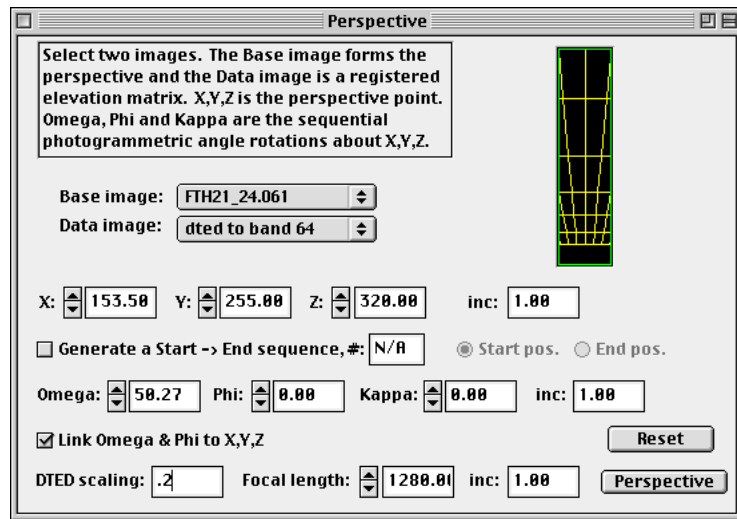 Perspective
Select two images. The Base image forms the
perspective and the Data image is a registered
elevation matrix. X,Y,Z is the perspective point.
Omega, Phi and Kappa are the sequential
photogrammetric angle rotations about X,Y,Z.
Base image: FTH21_24.061
Data image: dted to band 64
X: 153.50 Y: 255.00 Z: 320.00 inc: 1.00
Generate a Start -> End sequence, #: N/A Start pos. End pos.
Omega: 50.27 Phi: 0.00 Kappa: 0.00 inc: 1.00
Link Omega & Phi to X,Y,Z Reset
DTED scaling: .2 Focal length: 1280.00 inc: 1.00 Perspective